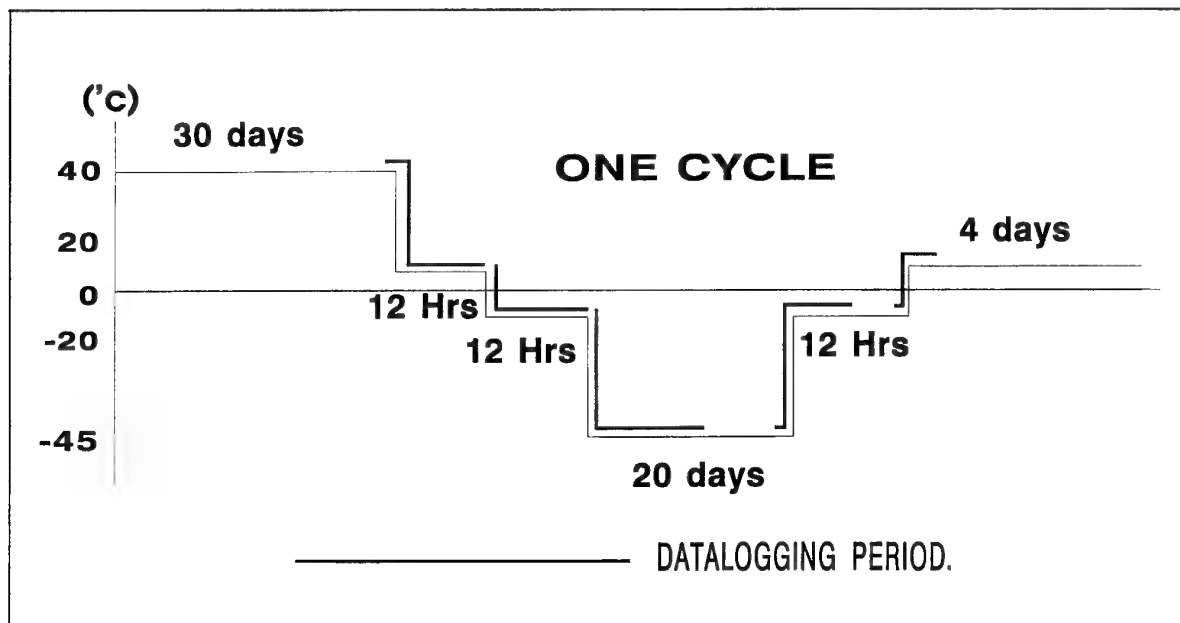 ('c)
30 days
40
ONE CYCLE
20
4 days
0
12 Hrs
-20
12 Hrs
12 Hrs
-45
20 days
DATALOGGING PERIOD.